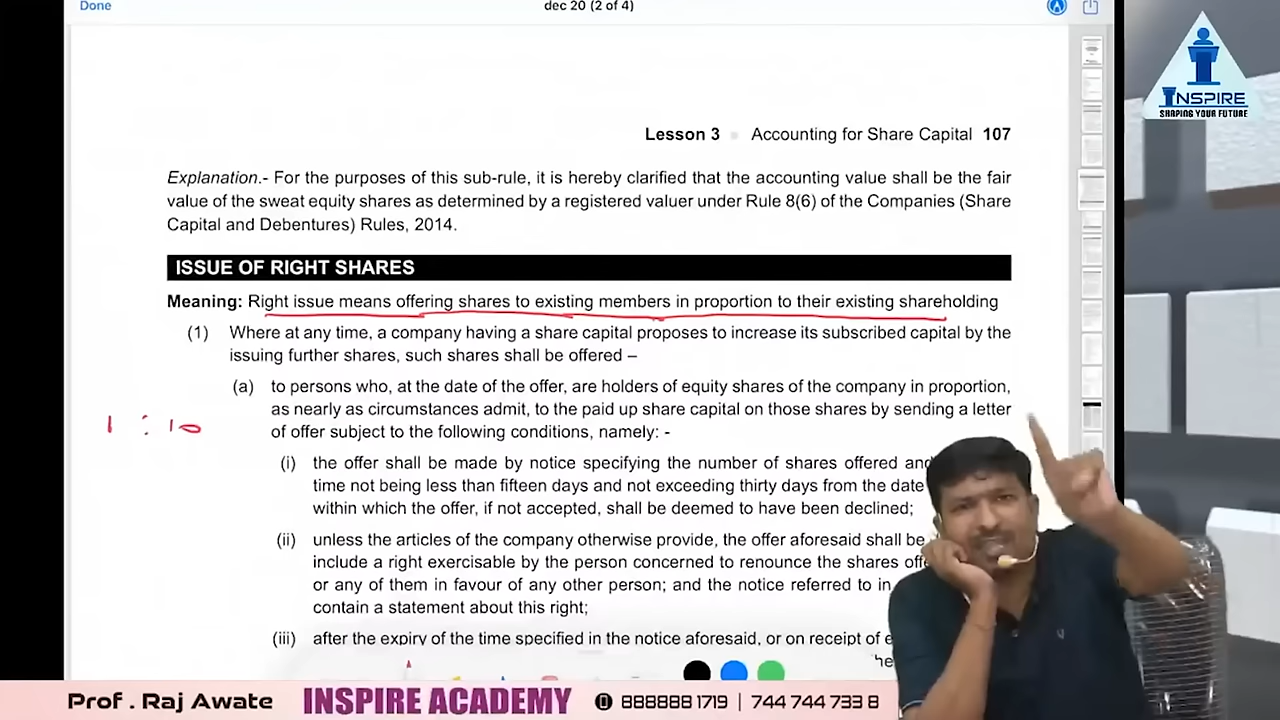 Done
dec 20 (2 of 4)
INSPIRE
SHAPING YOUR FUTURE
Lesson 3 Accounting for Share Capital 107
Explanation.- For the purposes of this sub-rule, it is hereby clarified that the accounting value shall be the fair
value of the sweat equity shares as determined by a registered valuer under Rule 8(6) of the Companies (Share
Capital and Debentures) Rules, 2014.
ISSUE OF RIGHT SHARES
Meaning: Right issue means offering shares to existing members in proportion to their existing shareholding
(1) Where at any time, a company having a share capital proposes to increase its subscribed capital by the
issuing further shares, such shares shall be offered –
(a) to persons who, at the date of the offer, are holders of equity shares of the company in proportion,
as nearly as circumstances admit, to the paid up share capital on those shares by sending a letter
1 : 10
of offer subject to the following conditions, namely: -
(i) the offer shall be made by notice specifying the number of shares offered and
time not being less than fifteen days and not exceeding thirty days from the date
within which the offer, if not accepted, shall be deemed to have been declined;
(ii) unless the articles of the company otherwise provide, the offer aforesaid shall be
include a right exercisable by the person concerned to renounce the shares
or any of them in favour of any other person; and the notice referred to in
contain a statement about this right;
(iii) after the expiry of the time specified in the notice aforesaid, or on receipt of
Prof . Raj Awate INSPIRE ACADEMY 888888 1719 | 744 744 733 8